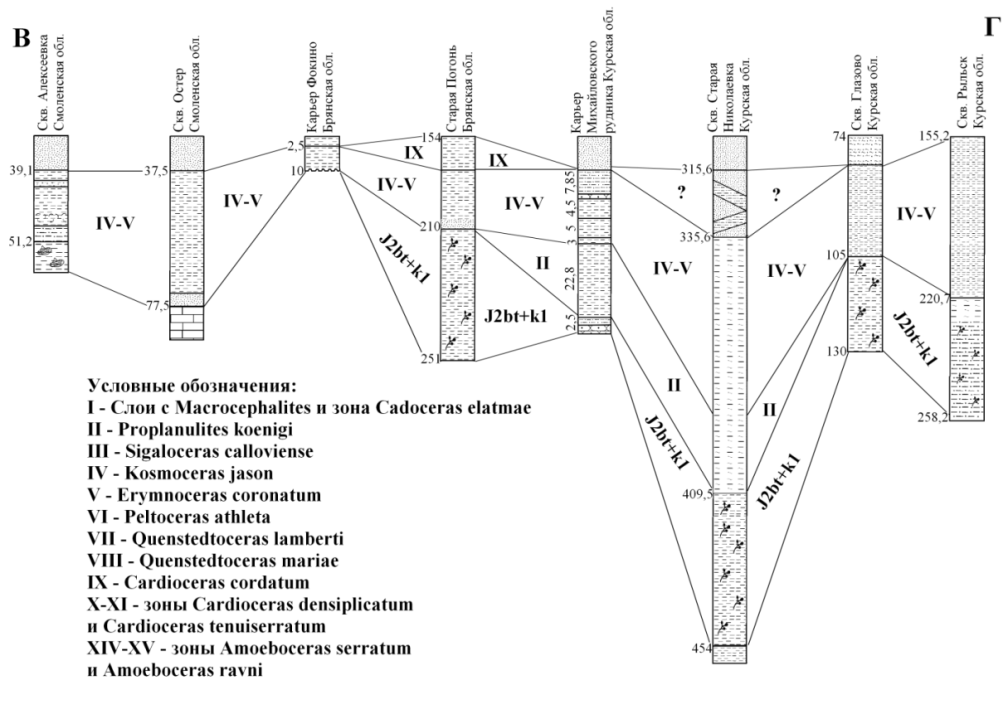 В
Г
Скв. Алексеевка
Смоленская обл.
Скв. Остер
Смоленская обл.
Карьер Фокино
Брянская обл.
Старая Погонь
Брянская обл.
Карьер
Михайловского
рудника Курская обл.
Скв. Старая
Николаевка
Курская обл.
Скв. Глазово
Курская обл.
Скв. Рыльск
Курская обл.
39,1
51,2
IV-V
37,5
77,5
IV-V
2,5
10
IX
IV-V
J2bt+k1
154
210
251
IX
IV-V
II
J2bt+k1
7,85
4,5
3,5
22,8
2,5
?
IV-V
II
J2bt+k1
315,6
335,6
409,5
454
?
IV-V
II
J2bt+k1
74
105
130
IV-V
J2bt+k1
155,2
220,7
258,2
Условные обозначения:
I - Слои с Macrocephalites и зона Cadoceras elatmae
II - Proplanulites koenigi
III - Sigaloceras calloviense
IV - Kosmoceras jason
V - Erymnoceras coronatum
VI - Peltoceras athleta
VII - Quenstedtoceras lamberti
VIII - Quenstedtoceras mariae
IX - Cardioceras cordatum
X-XI - зоны Cardioceras densiplicatum
и Cardioceras tenuiserratum
XIV-XV - зоны Amoeboceras serratum
и Amoeboceras ravni